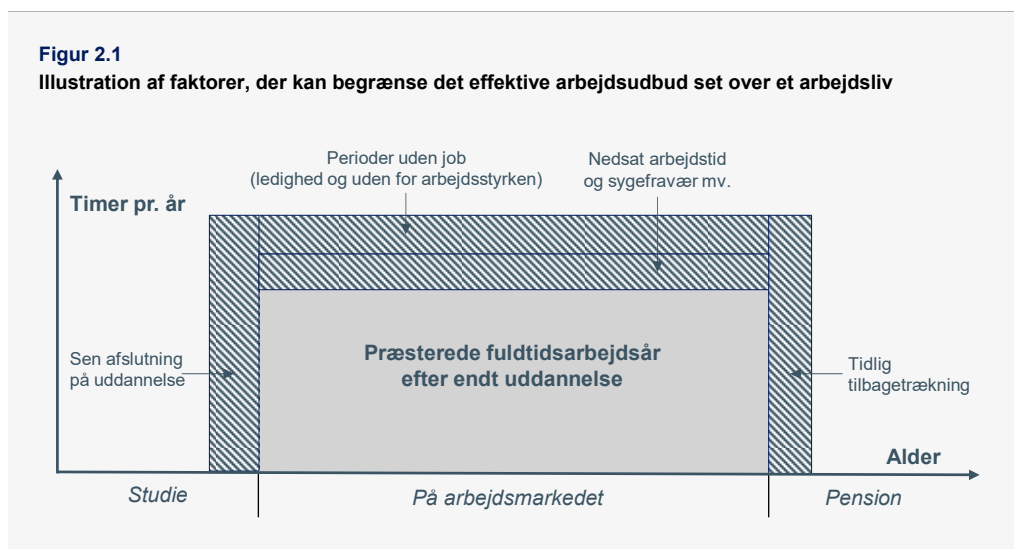 Figur 2.1
Illustration af faktorer, der kan begrænse det effektive arbejdsudbud set over et arbejdsliv
Perioder uden job
(ledighed og uden for arbejdsstyrken)
Nedsat arbejdstid
og sygefravær mv.
Timer pr. år
Sen afslutning
på uddannelse
Præsterede fuldtidsarbejdsår
efter endt uddannelse
Tidlig
tilbagetrækning
Alder
Studie
På arbejdsmarkedet
Pension